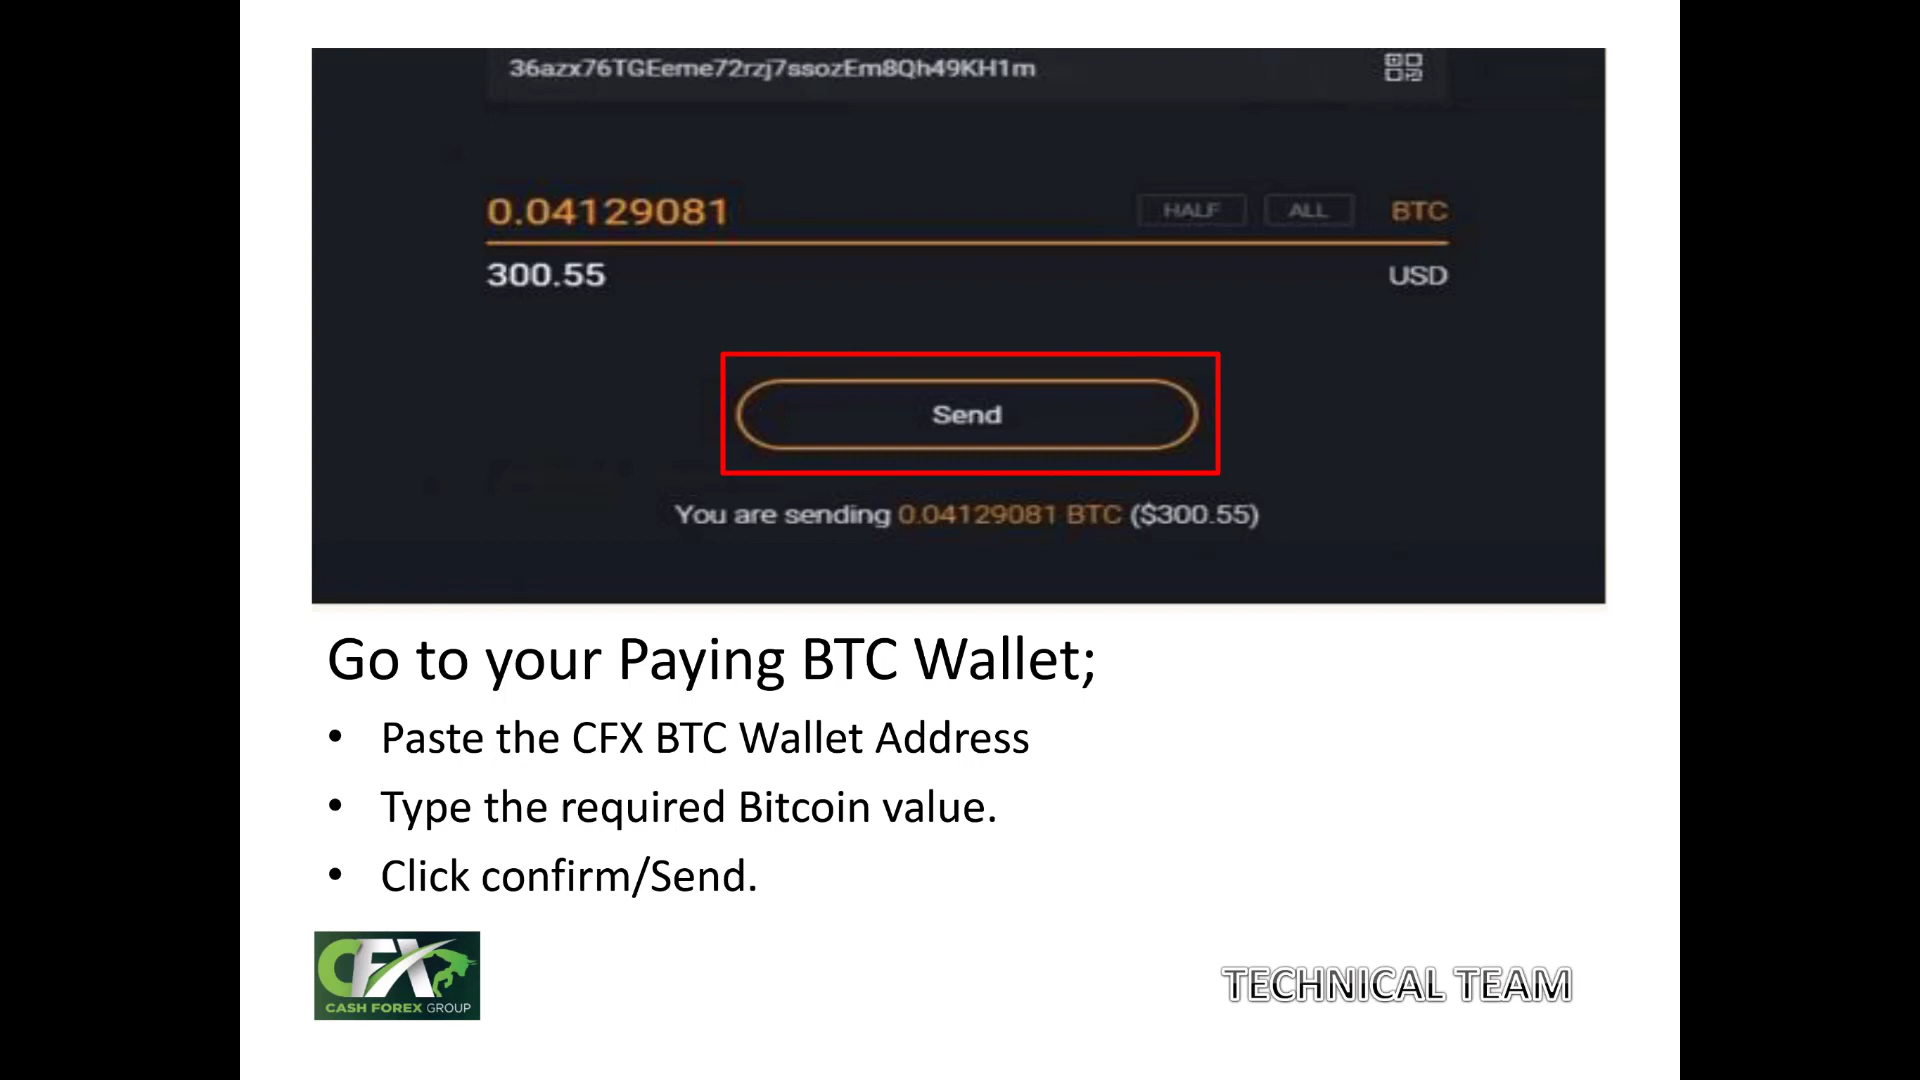 36azx76TGEeme72rzj7ssozEm8Qh49KH1m
0.04129081 HALF ALL BTC
300.55 USD
Send
You are sending 0.04129081 BTC ($300.55)
Go to your Paying BTC Wallet;
• Paste the CFX BTC Wallet Address
• Type the required Bitcoin value.
• Click confirm/Send.
CFX
CASH FOREX GROUP
TECHNICAL TEAM